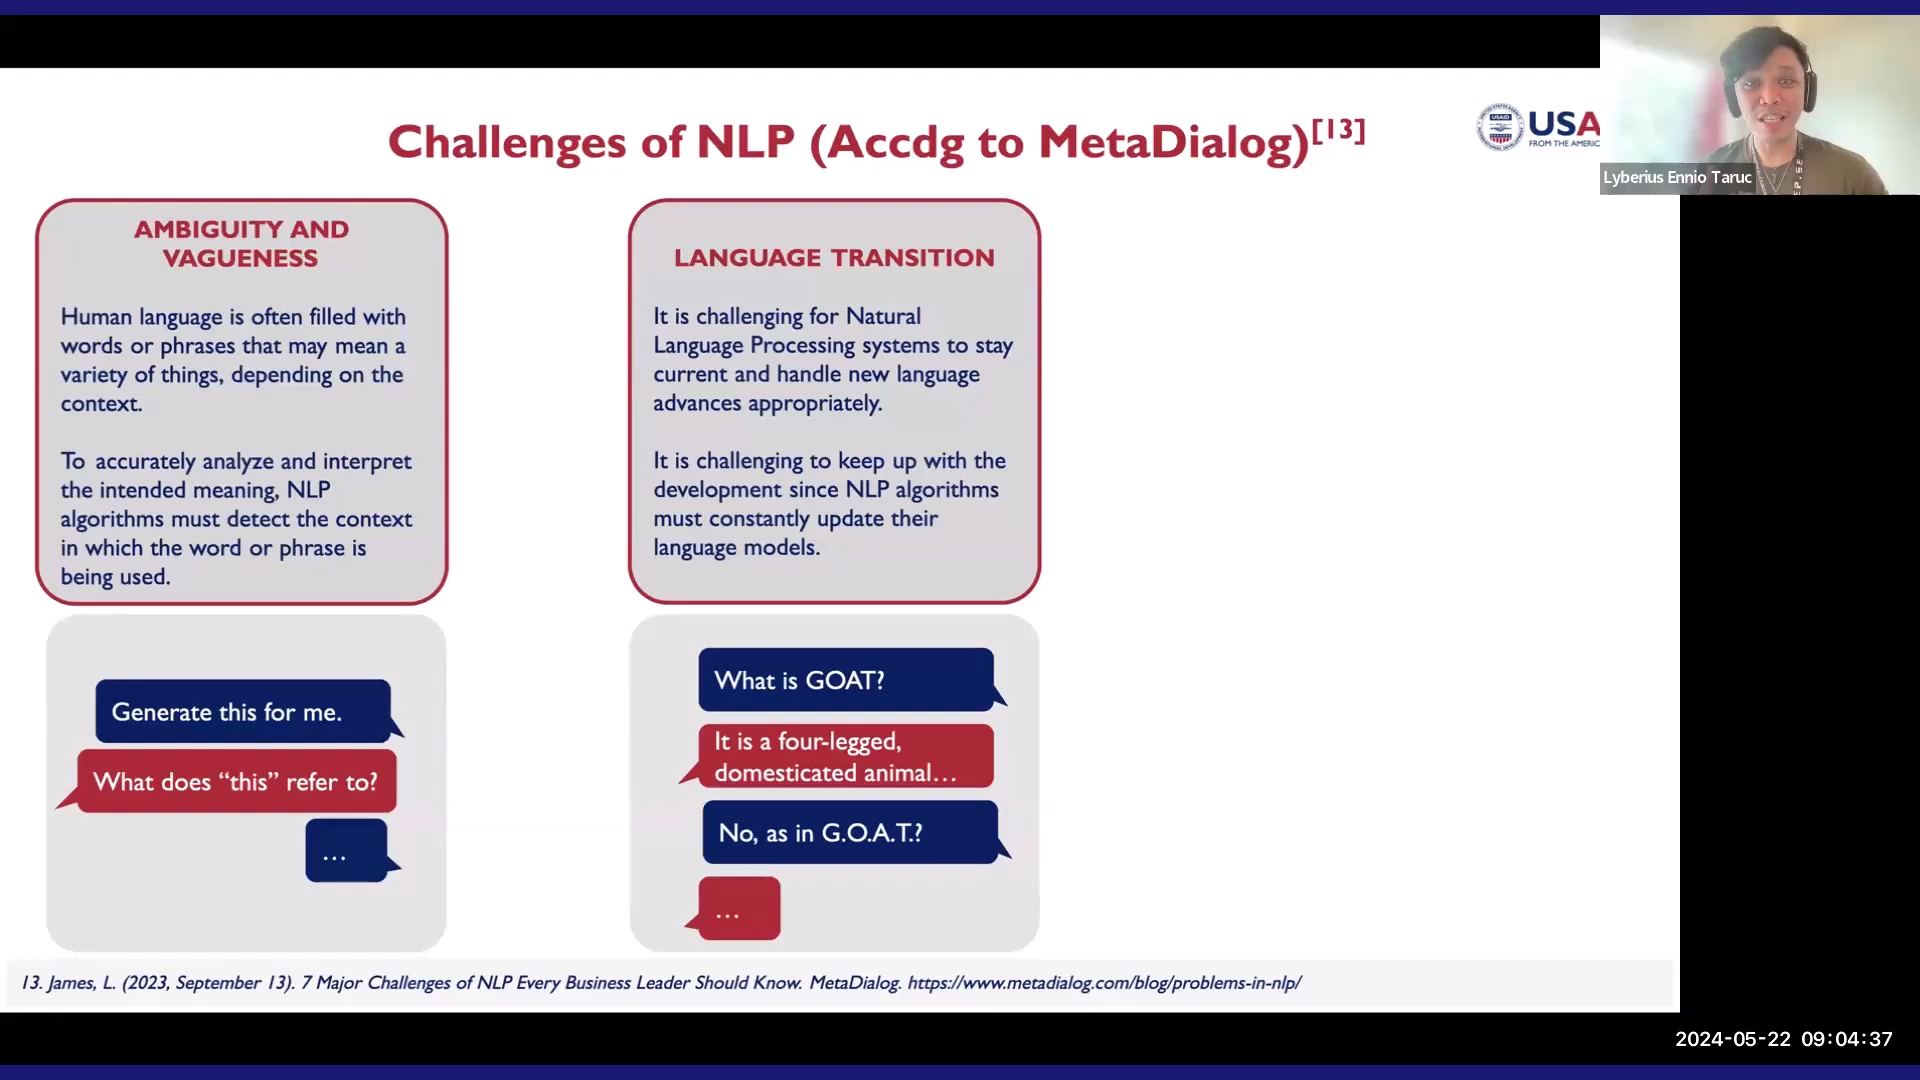 Challenges of NLP (Accdg to MetaDialog)[13]
USAID
USA
FROM THE AMERIC
Lyberius Ennio Taruc
AMBIGUITY AND
VAGUENESS
Human language is often filled with
words or phrases that may mean a
variety of things, depending on the
context.
To accurately analyze and interpret
the intended meaning, NLP
algorithms must detect the context
in which the word or phrase is
being used.
Generate this for me.
What does “this” refer to?
...
LANGUAGE TRANSITION
It is challenging for Natural
Language Processing systems to stay
current and handle new language
advances appropriately.
It is challenging to keep up with the
development since NLP algorithms
must constantly update their
language models.
What is GOAT?
It is a four-legged,
domesticated animal...
No, as in G.O.A.T.?
...
13. James, L. (2023, September 13). 7 Major Challenges of NLP Every Business Leader Should Know. MetaDialog. https://www.metadialog.com/blog/problems-in-nlp/
2024-05-22 09:04:37